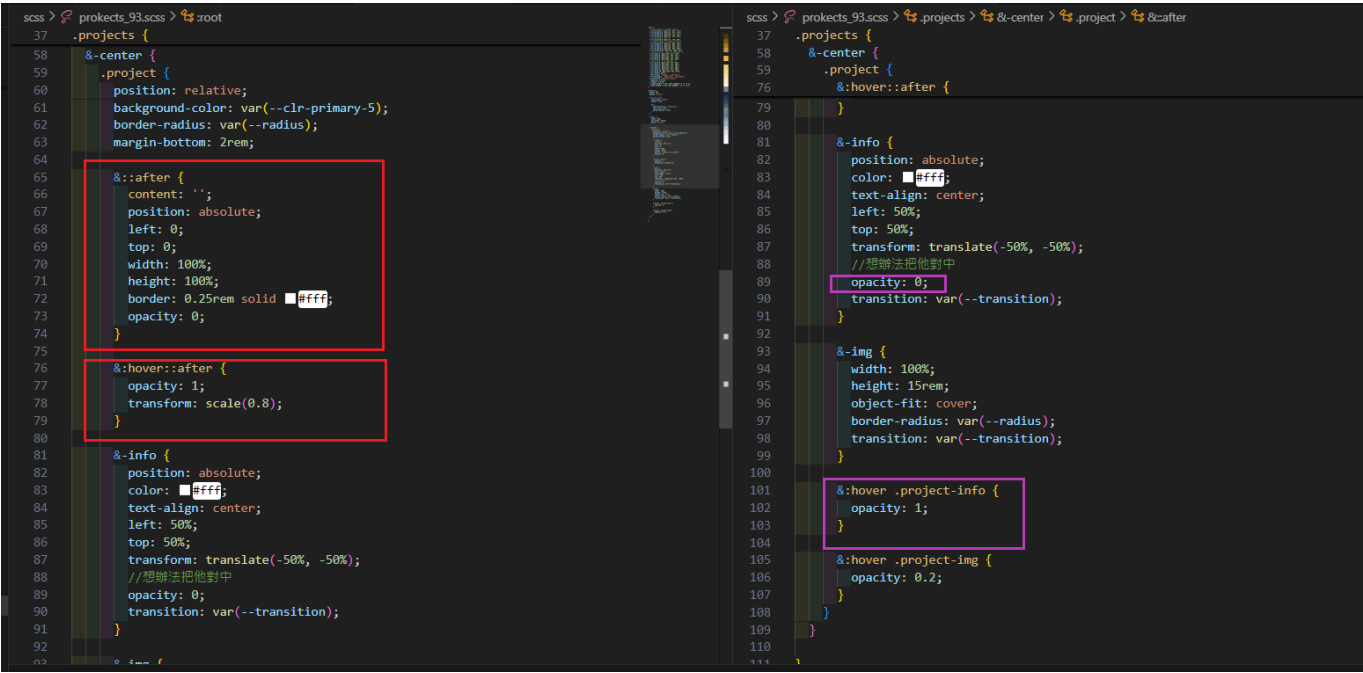 scss > prokects_93.scss > :root
37 .projects {
58 &-center {
59 .project {
60 position: relative;
61 background-color: var(--clr-primary-5);
62 border-radius: var(--radius);
63 margin-bottom: 2rem;
64
65 &::after {
66 content: '';
67 position: absolute;
68 left: 0;
69 top: 0;
70 width: 100%;
71 height: 100%;
72 border: 0.25rem solid #fff;
73 opacity: 0;
74 }
75
76 &:hover::after {
77 opacity: 1;
78 transform: scale(0.8);
79 }
80
81 &-info {
82 position: absolute;
83 color: #fff;
84 text-align: center;
85 left: 50%;
86 top: 50%;
87 transform: translate(-50%, -50%);
88 //想辦法把他對中
89 opacity: 0;
90 transition: var(--transition);
91 }
92
93 &-img {
scss > prokects_93.scss > .projects > &-center > .project > &::after
37 .projects {
58 &-center {
59 .project {
76 &:hover::after {
79 }
80
81 &-info {
82 position: absolute;
83 color: #fff;
84 text-align: center;
85 left: 50%;
86 top: 50%;
87 transform: translate(-50%, -50%);
88 //想辦法把他對中
89 opacity: 0;
90 transition: var(--transition);
91 }
92
93 &-img {
94 width: 100%;
95 height: 15rem;
96 object-fit: cover;
97 border-radius: var(--radius);
98 transition: var(--transition);
99 }
100
101 &:hover .project-info {
102 opacity: 1;
103 }
104
105 &:hover .project-img {
106 opacity: 0.2;
107 }
108 }
109 }
110
111 }